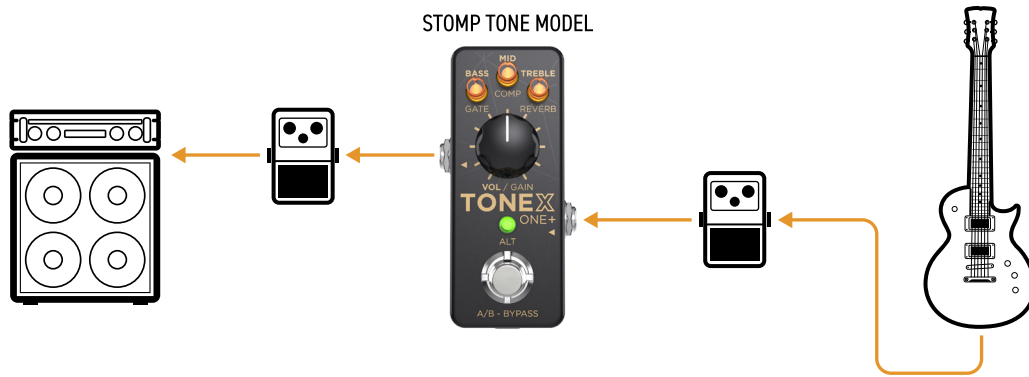 STOMP TONE MODEL
MID
BASS TREBLE
COMP
GATE REVERB
VOL / GAIN
TONEX
ONE+
ALT
A/B - BYPASS